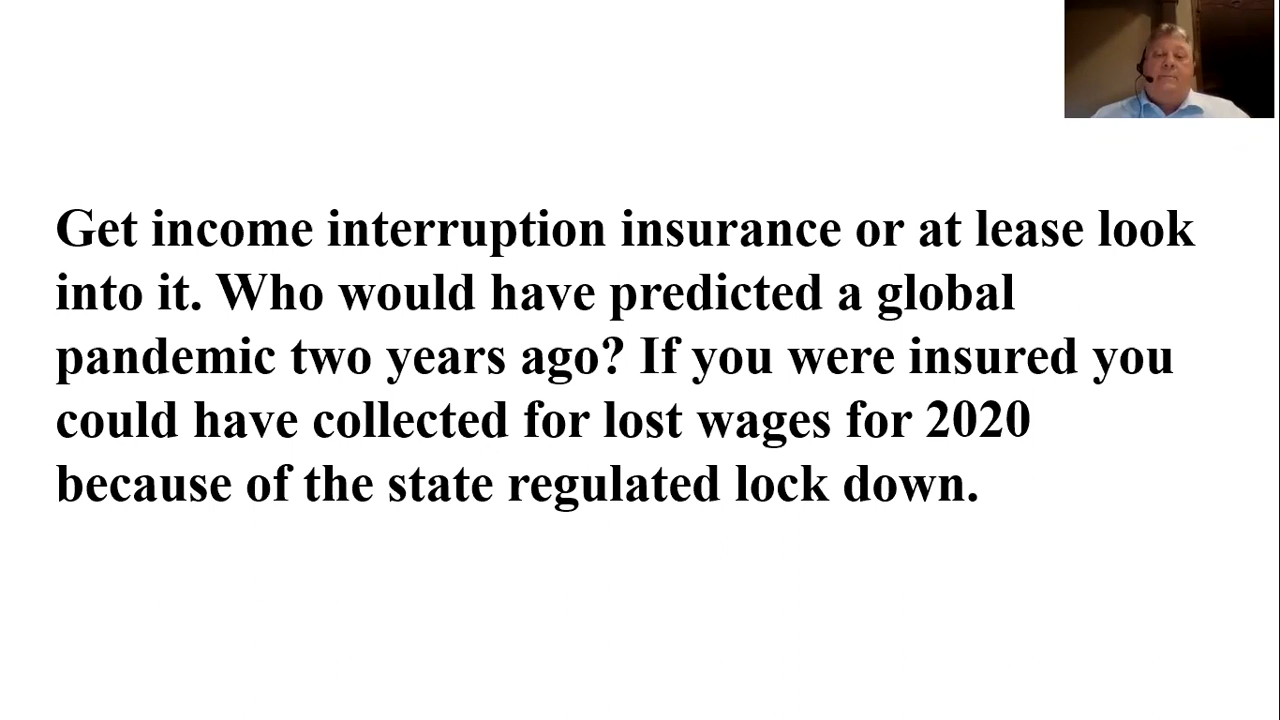 Get income interruption insurance or at lease look
into it. Who would have predicted a global
pandemic two years ago? If you were insured you
could have collected for lost wages for 2020
because of the state regulated lock down.